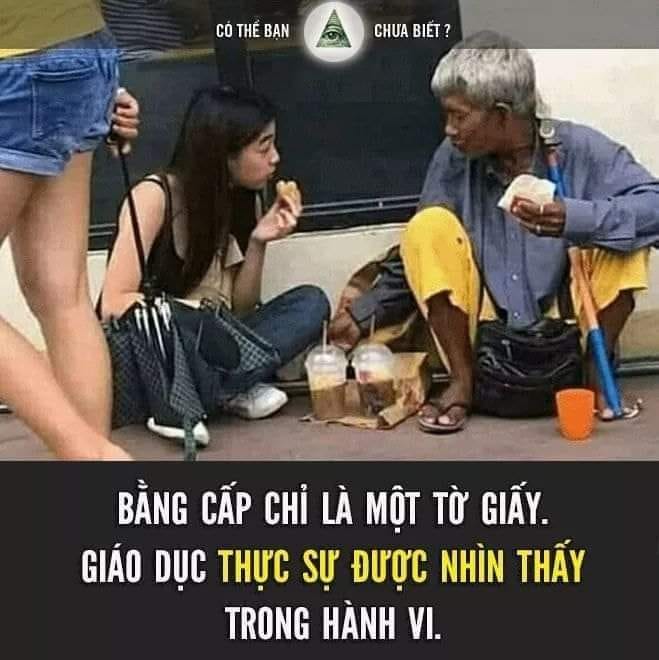 CÓ THỂ BẠN CHƯA BIẾT ?
BẰNG CẤP CHỈ LÀ MỘT TỜ GIẤY.
GIÁO DỤC THỰC SỰ ĐƯỢC NHÌN THẤY
TRONG HÀNH VI.